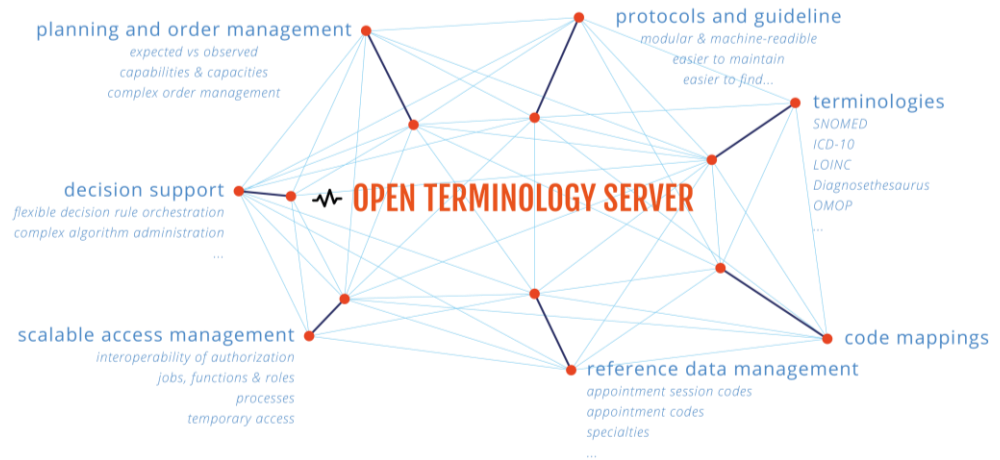 planning and order management
expected vs observed
capabilities & capacities
complex order management
protocols and guideline
modular & machine-readible
easier to maintain
easier to find...
terminologies
SNOMED
ICD-10
LOINC
Diagnosethesaurus
OMOP
...
decision support
flexible decision rule orchestration
complex algorithm administration
...
OPEN TERMINOLOGY SERVER
scalable access management
interoperability of authorization
jobs, functions & roles
processes
temporary access
reference data management
appointment session codes
appointment codes
specialties
...
code mappings